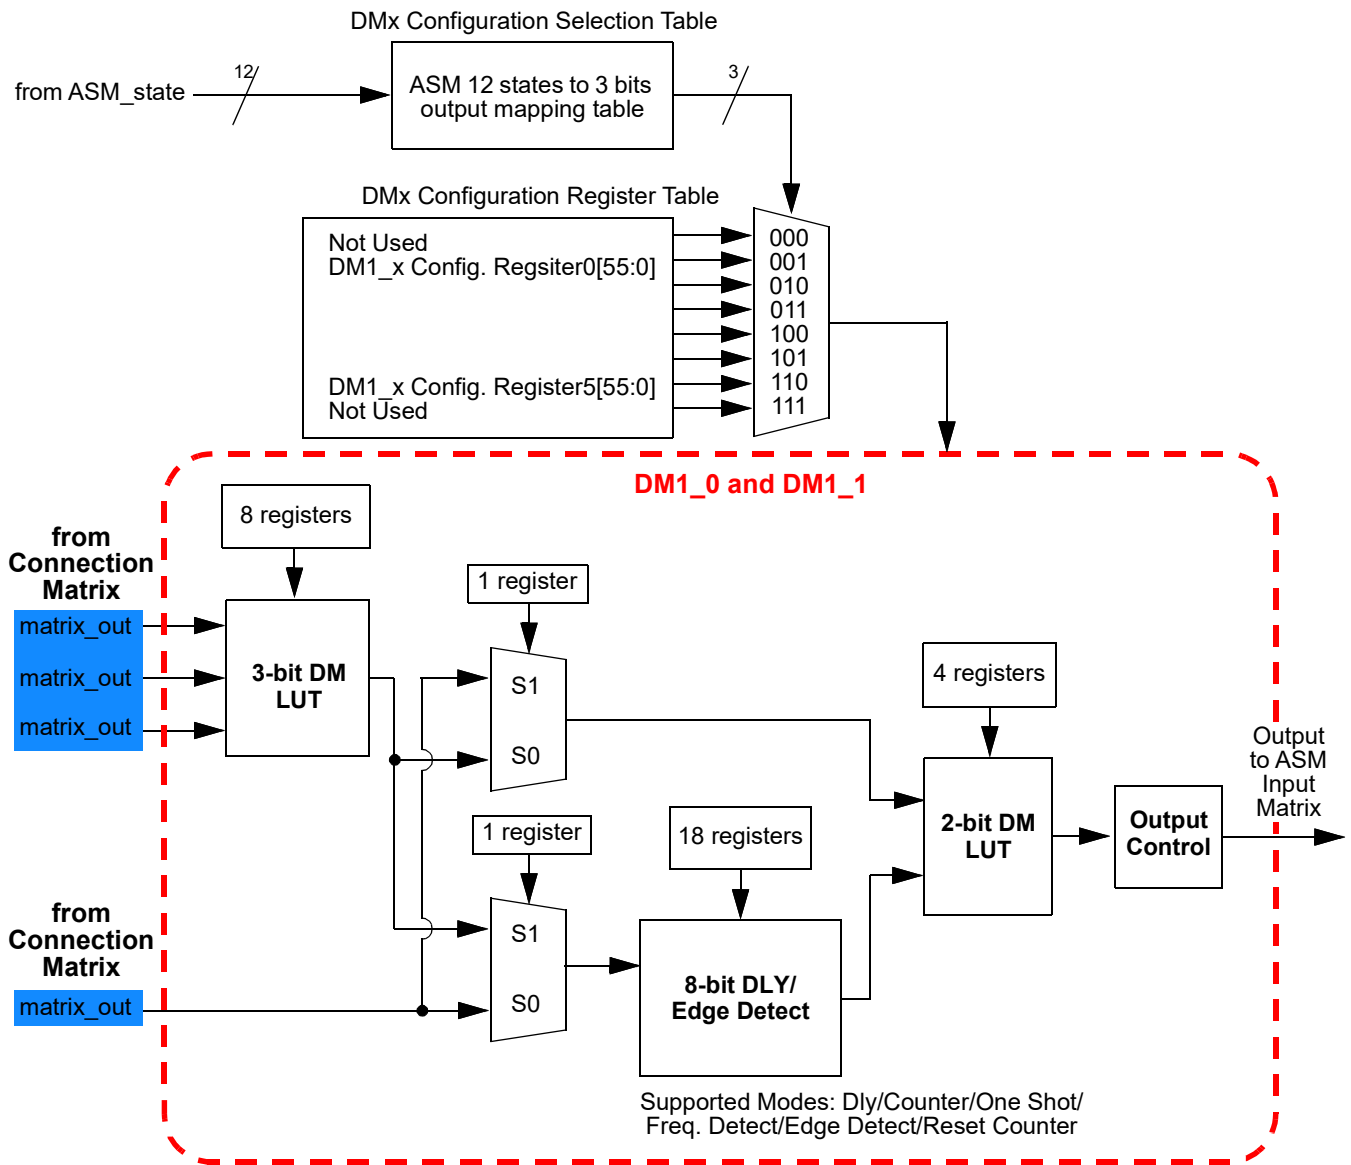 DMx Configuration Selection Table
from ASM_state
12
ASM 12 states to 3 bits
output mapping table
3
DMx Configuration Register Table
Not Used
DM1_x Config. Regsiter0[55:0]
DM1_x Config. Register5[55:0]
Not Used
000
001
010
011
100
101
110
111
DM1_0 and DM1_1
8 registers
from
Connection
Matrix
matrix_out
matrix_out
matrix_out
3-bit DM
LUT
1 register
S1
S0
4 registers
1 register
18 registers
2-bit DM
LUT
Output
Control
Output
to ASM
Input
Matrix
from
Connection
Matrix
matrix_out
S1
S0
8-bit DLY/
Edge Detect
Supported Modes: Dly/Counter/One Shot/
Freq. Detect/Edge Detect/Reset Counter